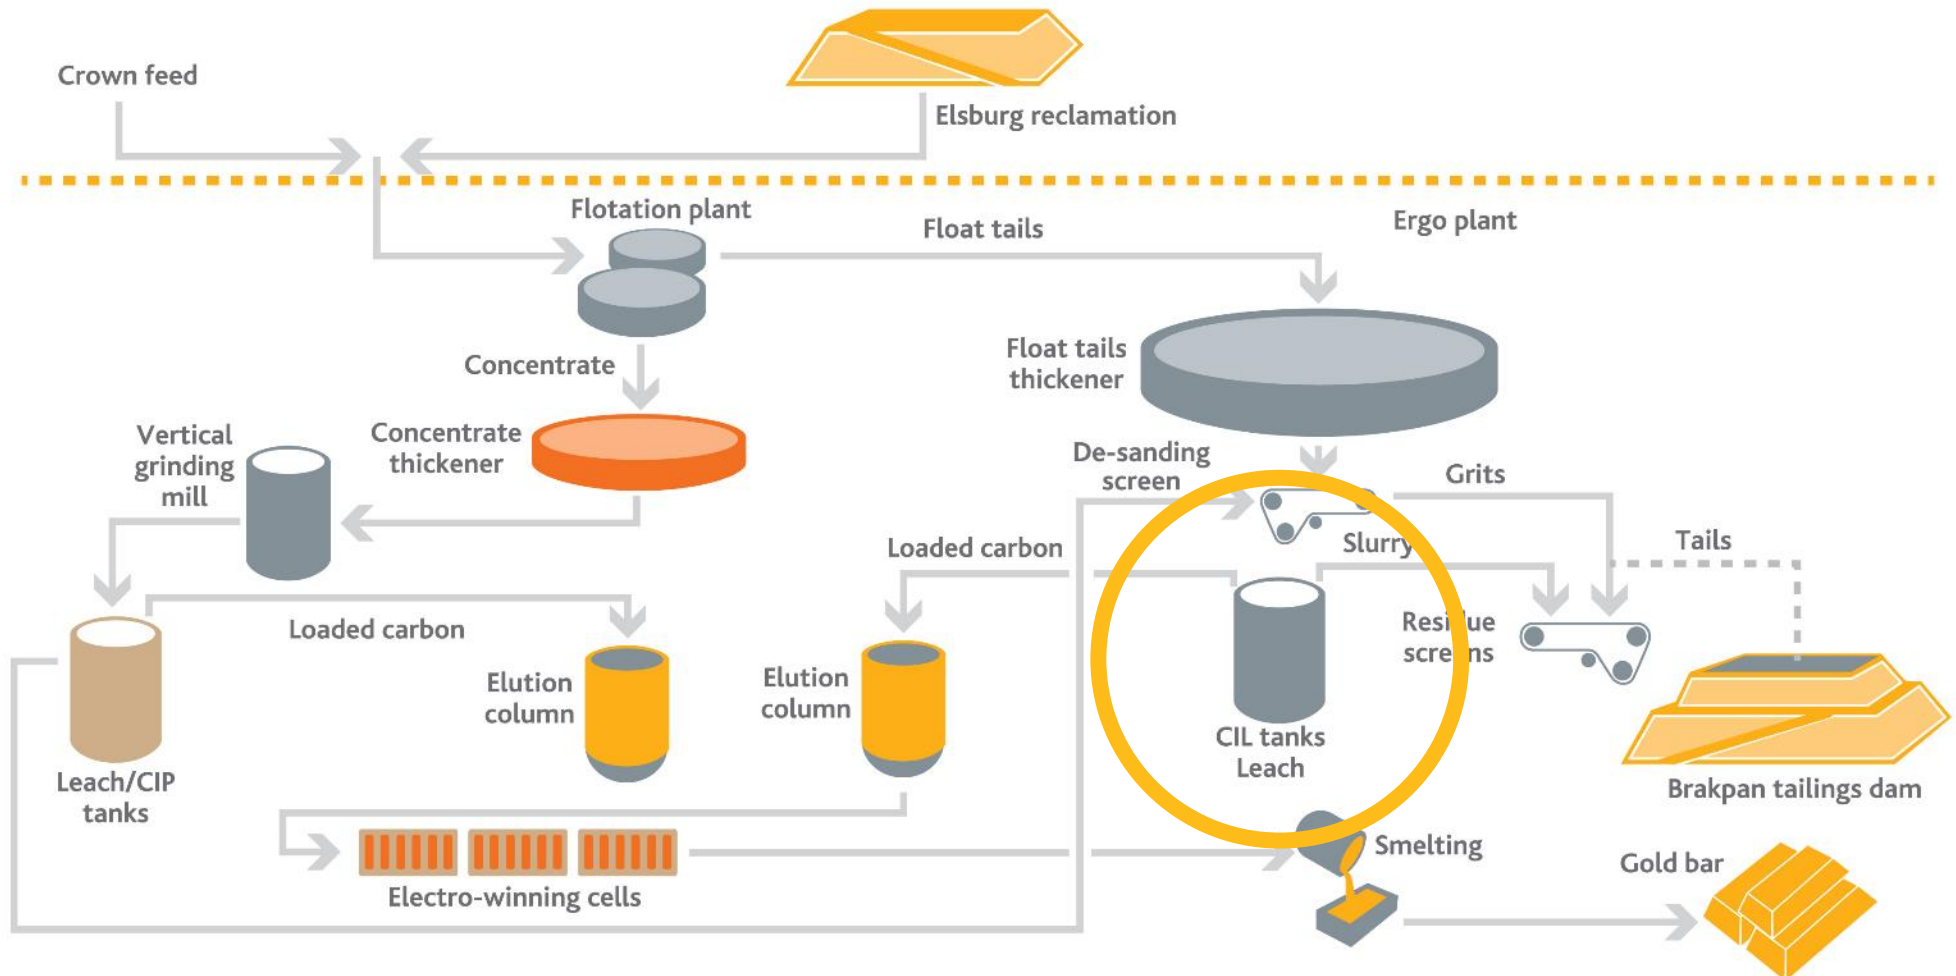 Crown feed
Elsburg reclamation
Flotation plant
Float tails
Ergo plant
Concentrate
Float tails
thickener
Vertical
grinding
mill
Concentrate
thickener
De-sanding
screen
Grits
Loaded carbon
Slurry
Tails
Loaded carbon
Residue
screens
Elution
column
Elution
column
CIL tanks
Leach
Leach/CIP
tanks
Brakpan tailings dam
Smelting
Gold bar
Electro-winning cells